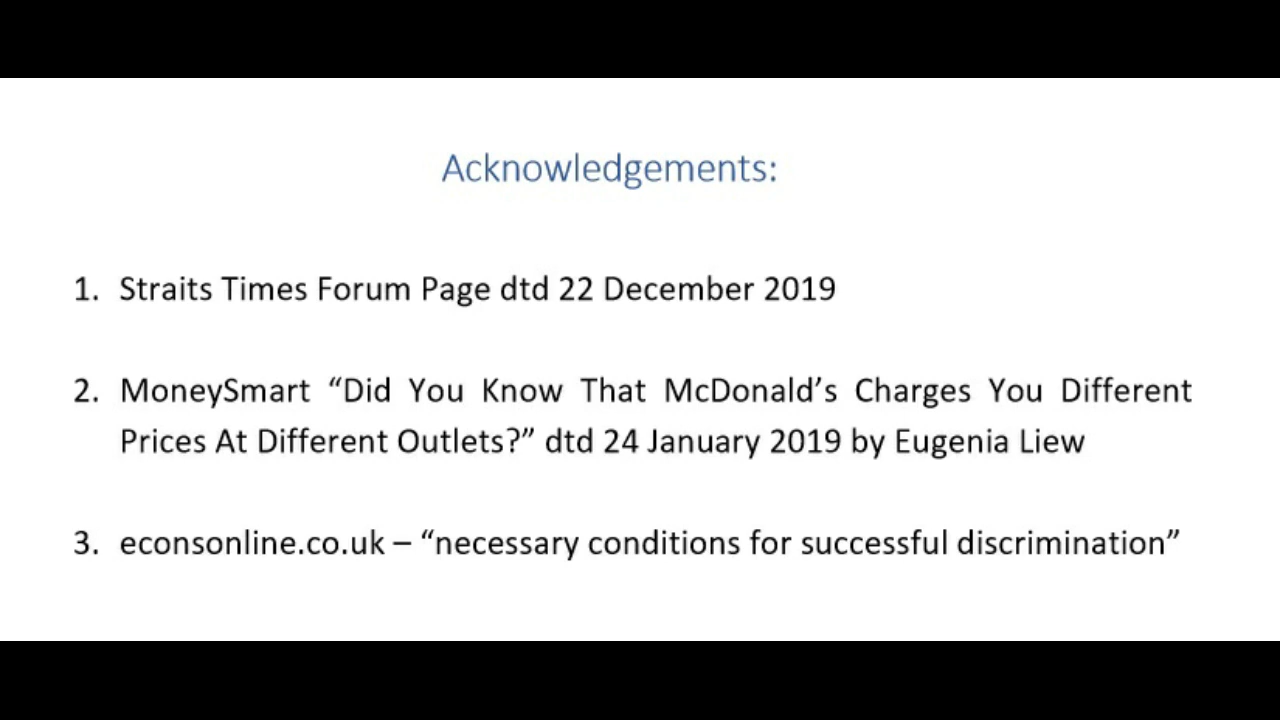 Acknowledgements:
1. Straits Times Forum Page dtd 22 December 2019
2. MoneySmart “Did You Know That McDonald’s Charges You Different
Prices At Different Outlets?” dtd 24 January 2019 by Eugenia Liew
3. econsonline.co.uk – “necessary conditions for successful discrimination”